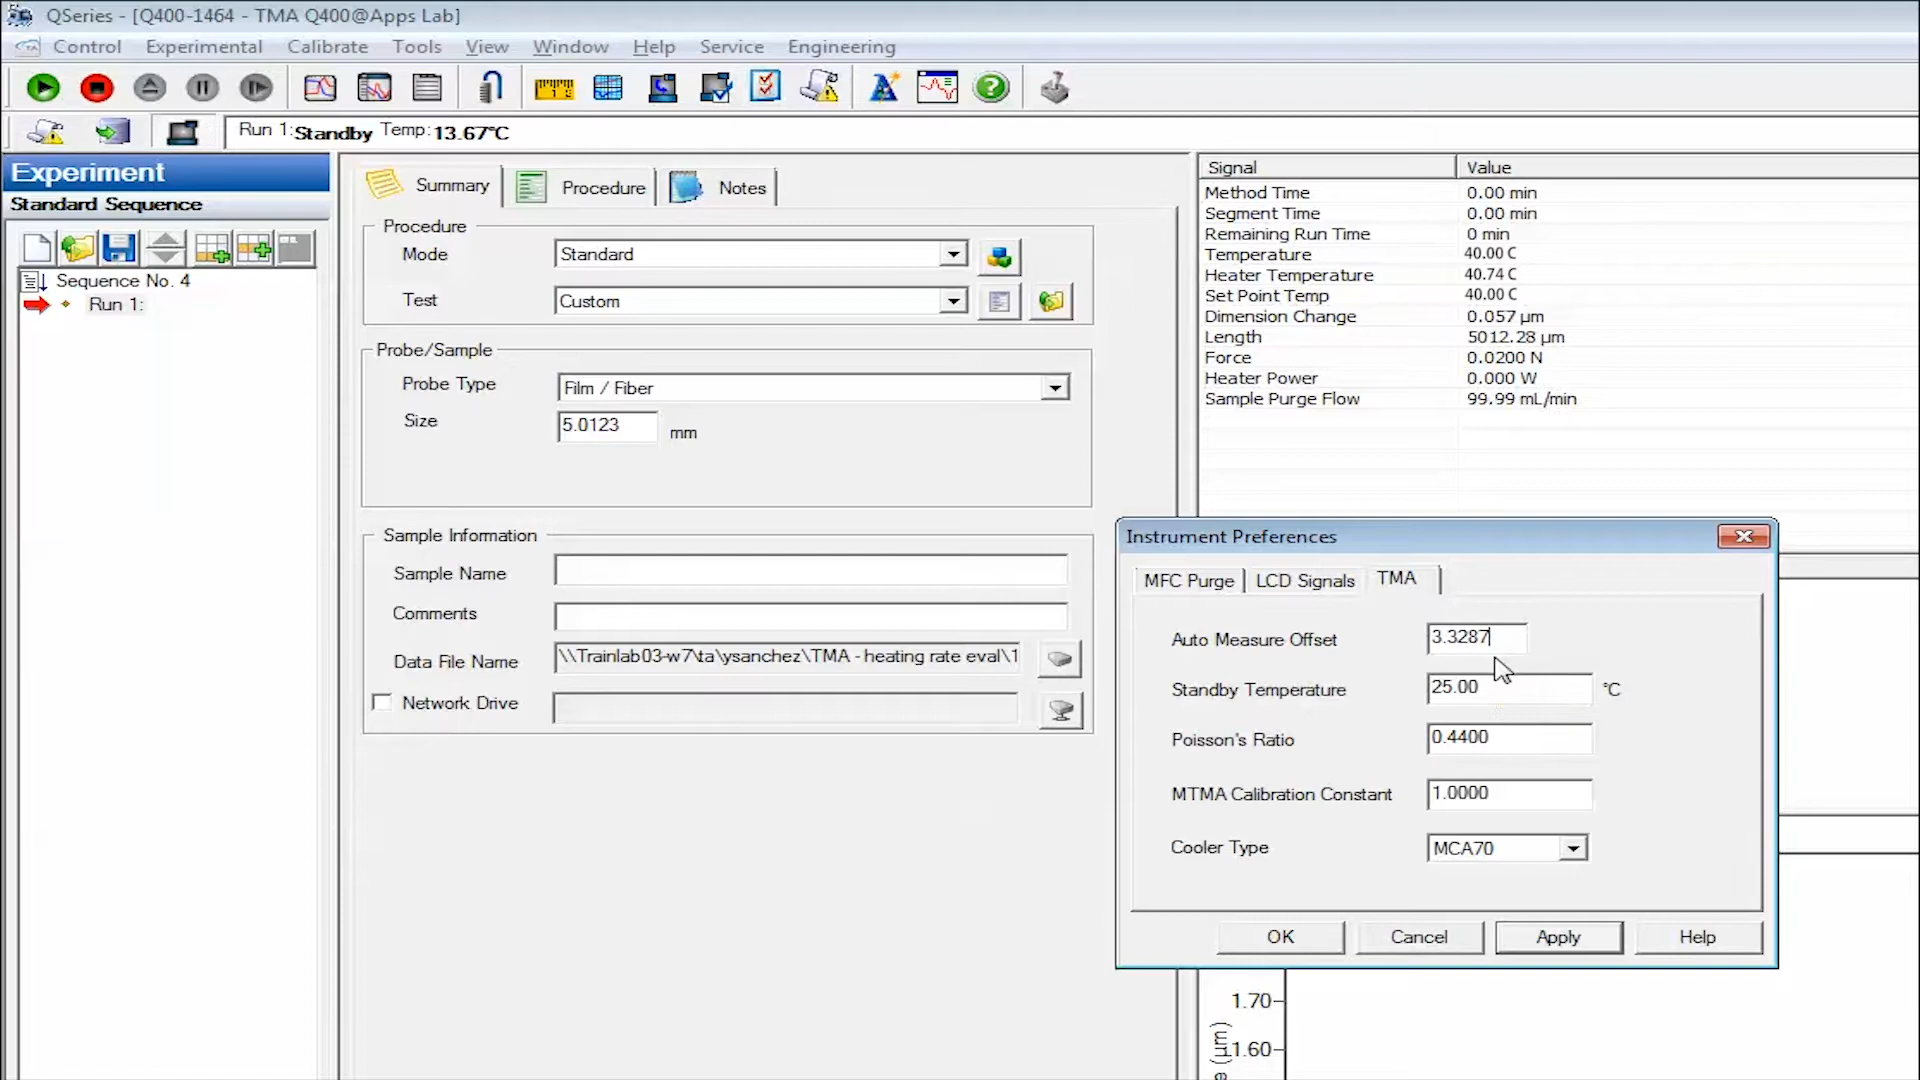 QSeries - [Q400-1464 - TMA Q400@Apps Lab]
Control Experimental Calibrate Tools View Window Help Service Engineering
Run 1: Standby Temp: 13.67°C
Experiment
Standard Sequence
Sequence No. 4
Run 1:
Summary Procedure Notes
Procedure
Mode Standard
Test Custom
Probe/Sample
Probe Type Film / Fiber
Size 5.0123 mm
Sample Information
Sample Name
Comments
Data File Name \\Trainlab03-w7\ta\ysanchez\TMA - heating rate eval\1
Network Drive
Signal Value
Method Time 0.00 min
Segment Time 0.00 min
Remaining Run Time 0 min
Temperature 40.00 C
Heater Temperature 40.74 C
Set Point Temp 40.00 C
Dimension Change 0.057 µm
Length 5012.28 µm
Force 0.0200 N
Heater Power 0.000 W
Sample Purge Flow 99.99 mL/min
Instrument Preferences
MFC Purge LCD Signals TMA
Auto Measure Offset 3.3287
Standby Temperature 25.00 °C
Poisson's Ratio 0.4400
MTMA Calibration Constant 1.0000
Cooler Type MCA70
OK Cancel Apply Help
1.70
1.60
(µm)